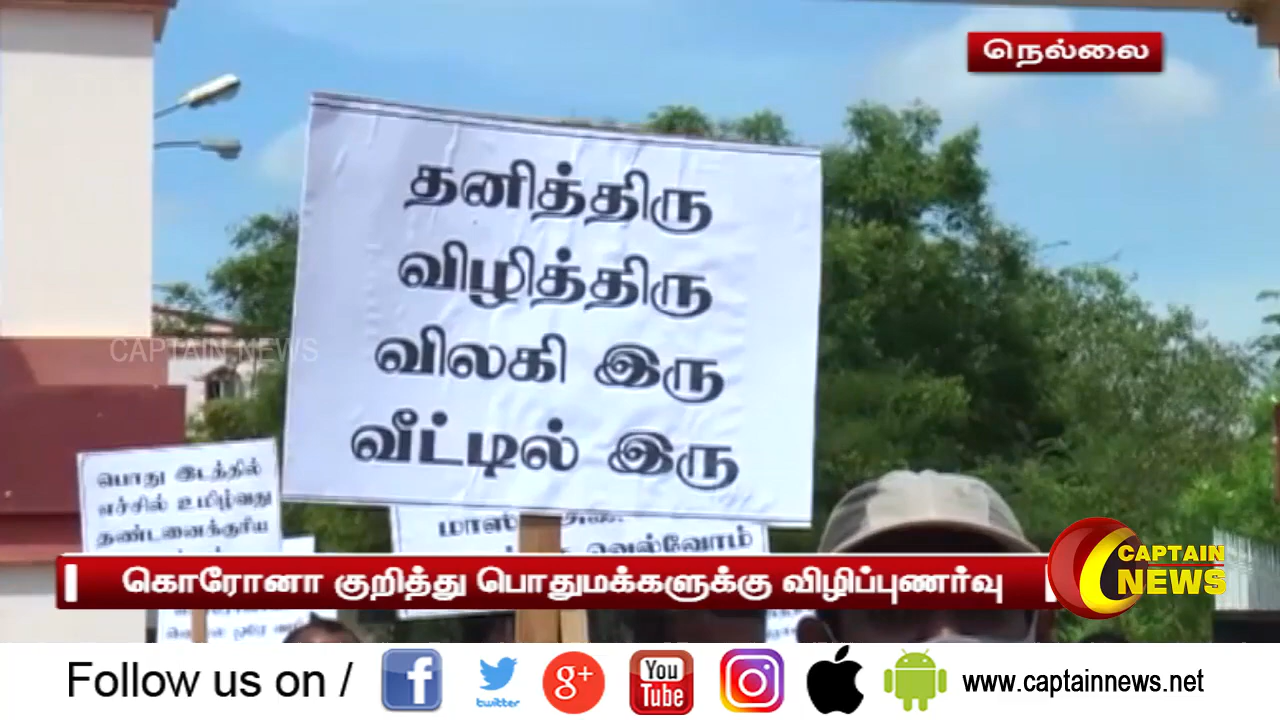 நெல்லை
தனித்திரு
விழித்திரு
விலகி இரு
வீட்டில் இரு
CAPTAIN NEWS
பொது இடத்தில்
எச்சில் உமிழ்வது
தண்டனைக்குரிய
வெல்வோம்
கொரோனா குறித்து பொதுமக்களுக்கு விழிப்புணர்வு
CAPTAIN
NEWS
Follow us on /
twitter
g+
You
Tube
www.captainnews.net